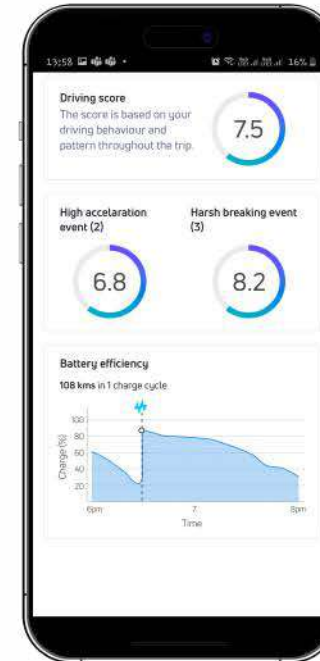 13:58
16%
Driving score
The score is based on your
driving behaviour and
pattern throughout the trip.
7.5
High accelaration
event (2)
Harsh breaking event
(3)
6.8
8.2
Battery efficiency
108 kms in 1 charge cycle
Charge (%)
100
80
60
40
20
6pm
7
8pm
Time